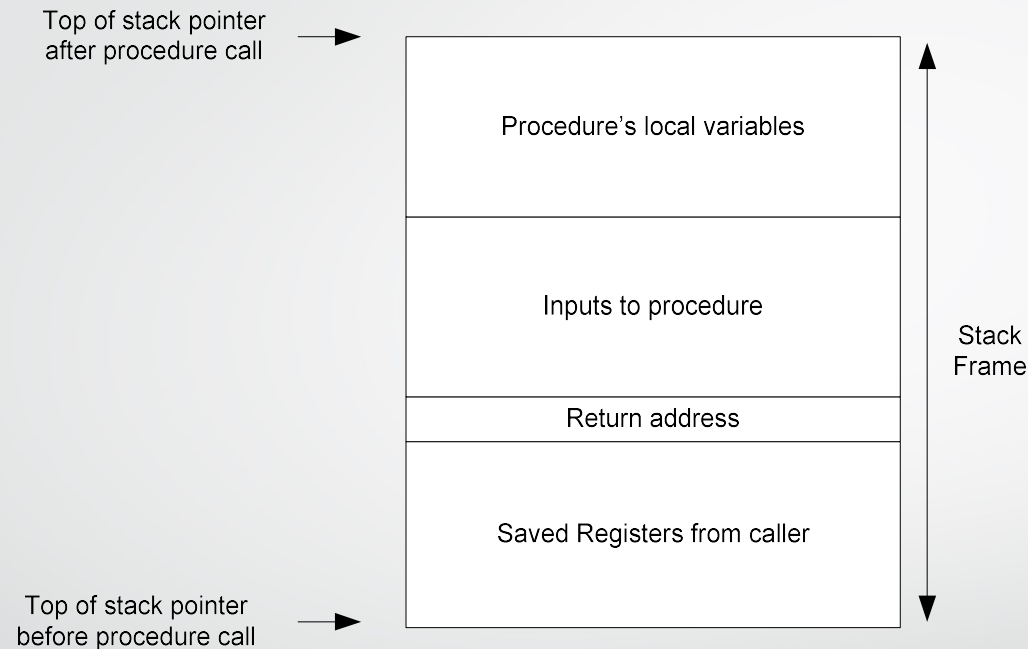 Top of stack pointer
after procedure call
Procedure’s local variables
Inputs to procedure
Stack
Frame
Return address
Saved Registers from caller
Top of stack pointer
before procedure call